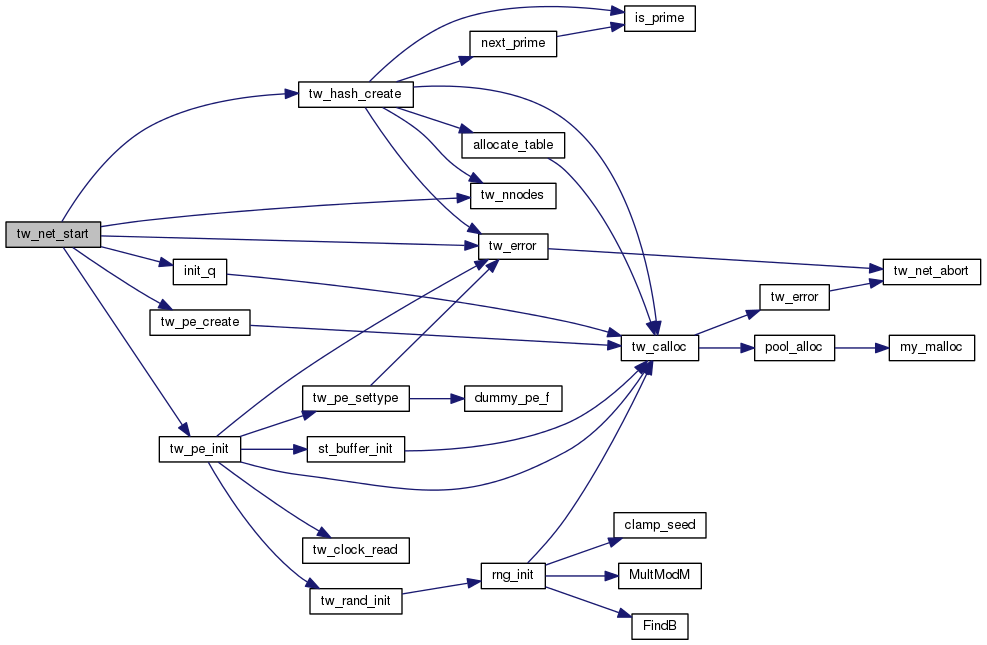 is_prime
next_prime
tw_hash_create
allocate_table
tw_nnodes
tw_net_start
tw_error
init_q
tw_net_abort
tw_error
tw_pe_create
tw_calloc
pool_alloc
my_malloc
tw_pe_settype
dummy_pe_f
tw_pe_init
st_buffer_init
clamp_seed
tw_clock_read
rng_init
MultModM
tw_rand_init
FindB